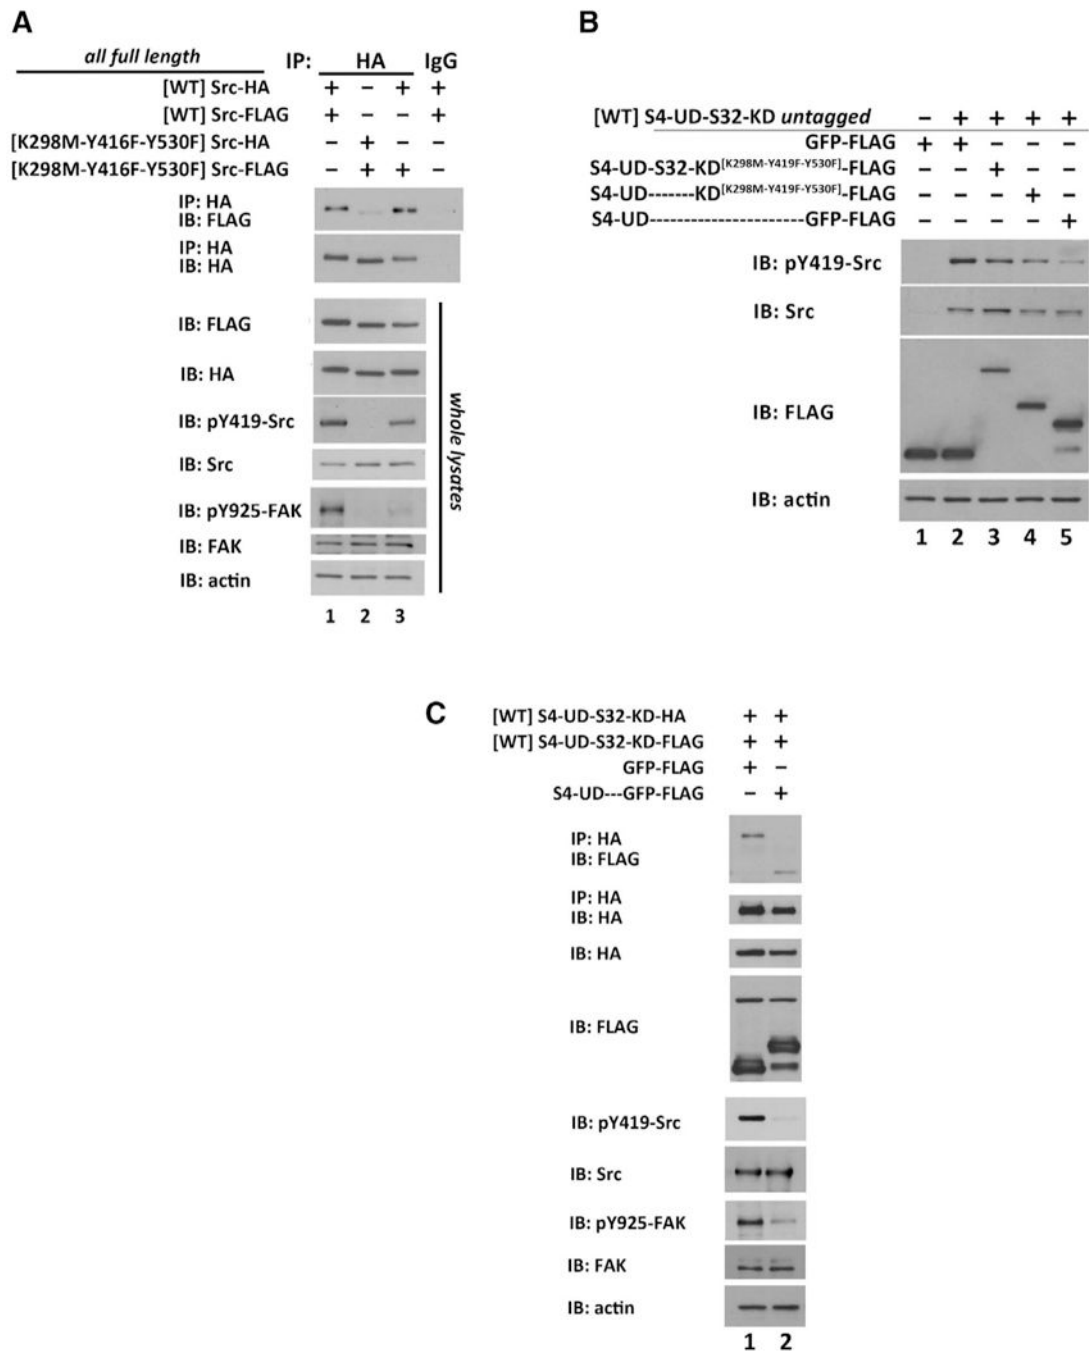 A
all full length IP: HA IgG
[WT] Src-HA + − + +
[WT] Src-FLAG + − − +
[K298M-Y416F-Y530F] Src-HA − + − −
[K298M-Y416F-Y530F] Src-FLAG − + + −
IP: HA
IB: FLAG
IP: HA
IB: HA
IB: FLAG
IB: HA
IB: pY419-Src
IB: Src
IB: pY925-FAK
IB: FAK
IB: actin
whole lysates
1 2 3
B
[WT] S4-UD-S32-KD untagged − + + + +
GFP-FLAG + + − − −
S4-UD-S32-KD[K298M-Y419F-Y530F]-FLAG − − + − −
S4-UD-------KD[K298M-Y419F-Y530F]-FLAG − − − + −
S4-UD----------------------GFP-FLAG − − − − +
IB: pY419-Src
IB: Src
IB: FLAG
IB: actin
1 2 3 4 5
C
[WT] S4-UD-S32-KD-HA + +
[WT] S4-UD-S32-KD-FLAG + +
GFP-FLAG + −
S4-UD---GFP-FLAG − +
IP: HA
IB: FLAG
IP: HA
IB: HA
IB: HA
IB: FLAG
IB: pY419-Src
IB: Src
IB: pY925-FAK
IB: FAK
IB: actin
1 2